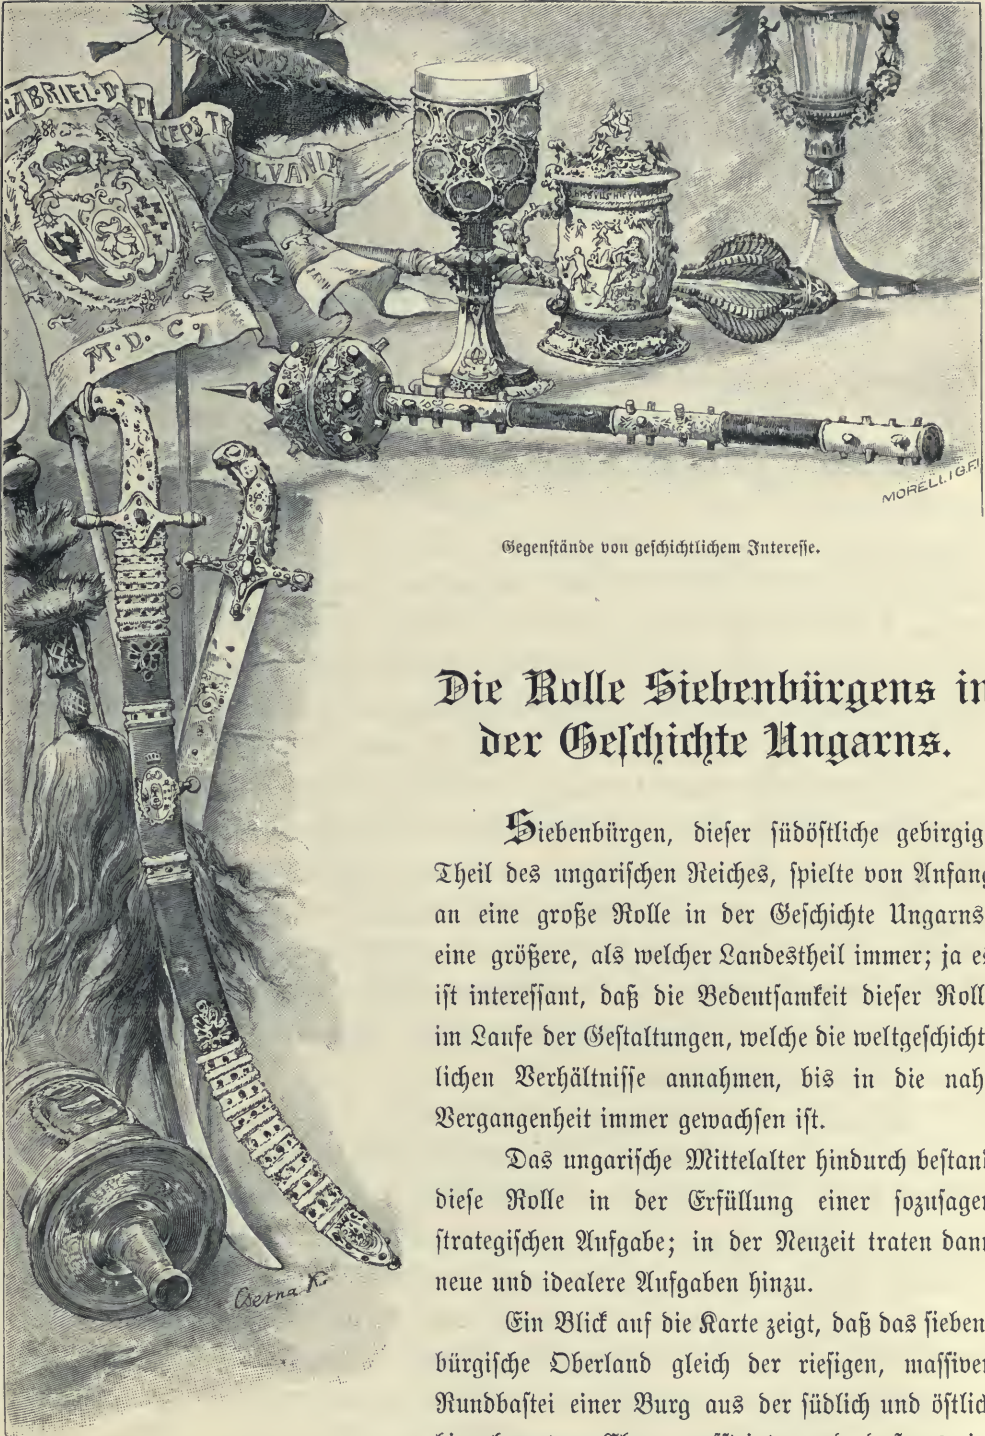 GABRIEL·D
CEPS TR
LVANIE
M·D·C·
MORELLI G.F.
Gegenstände von geschichtlichem Interesse.
Die Rolle Siebenbürgens in
der Geschichte Ungarns.
Siebenbürgen, dieser südöstliche gebirgig
Theil des ungarischen Reiches, spielte von Anfang
an eine große Rolle in der Geschichte Ungarns
eine größere, als welcher Landestheil immer; ja es
ist interessant, daß die Bedeutsamkeit dieser Roll
im Laufe der Gestaltungen, welche die weltgeschicht
lichen Verhältnisse annahmen, bis in die nah
Vergangenheit immer gewachsen ist.
Das ungarische Mittelalter hindurch bestand
diese Rolle in der Erfüllung einer sozusagen
strategischen Aufgabe; in der Neuzeit traten dann
neue und idealere Aufgaben hinzu.
Cserna K
Ein Blick auf die Karte zeigt, daß das sieben
bürgische Oberland gleich der riesigen, massiven
Rundbastei einer Burg aus der südlich und östlich